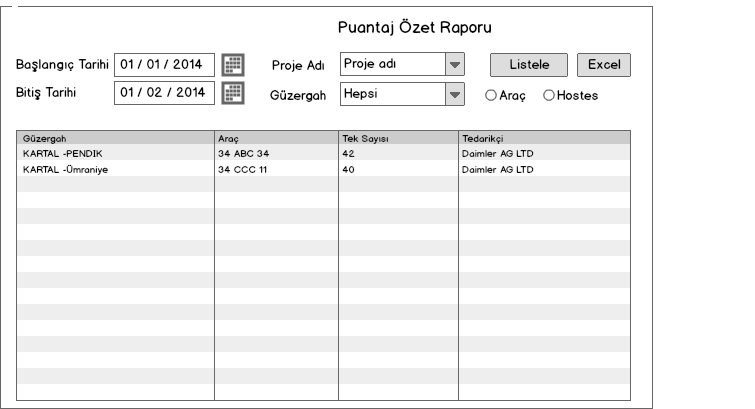 Puantaj Özet Raporu
Başlangıç Tarihi 01 / 01 / 2014 Proje Adı Proje adı Listele Excel
Bitiş Tarihi 01 / 02 / 2014 Güzergah Hepsi Araç Hostes
Güzergah Araç Tek Sayısı Tedarikçi
KARTAL -PENDIK 34 ABC 34 42 Daimler AG LTD
KARTAL -Ümraniye 34 CCC 11 40 Daimler AG LTD